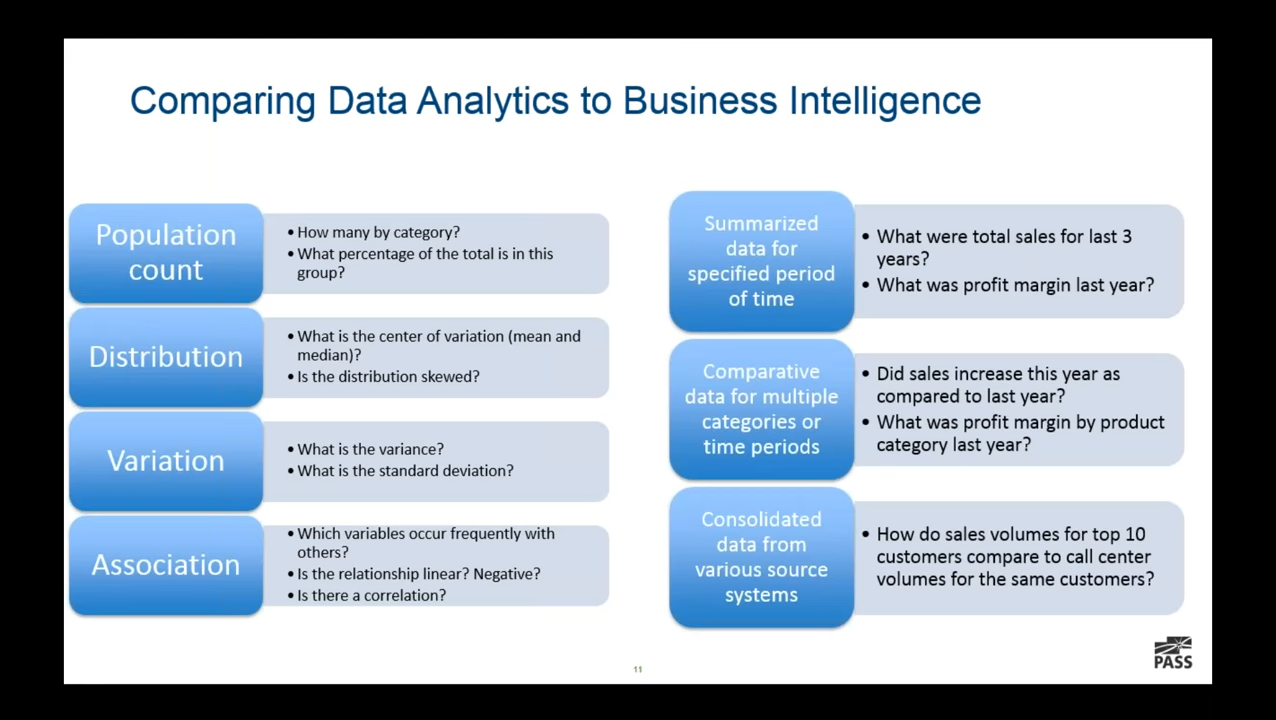 Comparing Data Analytics to Business Intelligence
Population
count
• How many by category?
• What percentage of the total is in this
group?
Distribution
• What is the center of variation (mean and
median)?
• Is the distribution skewed?
Variation
• What is the variance?
• What is the standard deviation?
Association
• Which variables occur frequently with
others?
• Is the relationship linear? Negative?
• Is there a correlation?
Summarized
data for
specified period
of time
• What were total sales for last 3
years?
• What was profit margin last year?
Comparative
data for multiple
categories or
time periods
• Did sales increase this year as
compared to last year?
• What was profit margin by product
category last year?
Consolidated
data from
various source
systems
• How do sales volumes for top 10
customers compare to call center
volumes for the same customers?
11
PASS